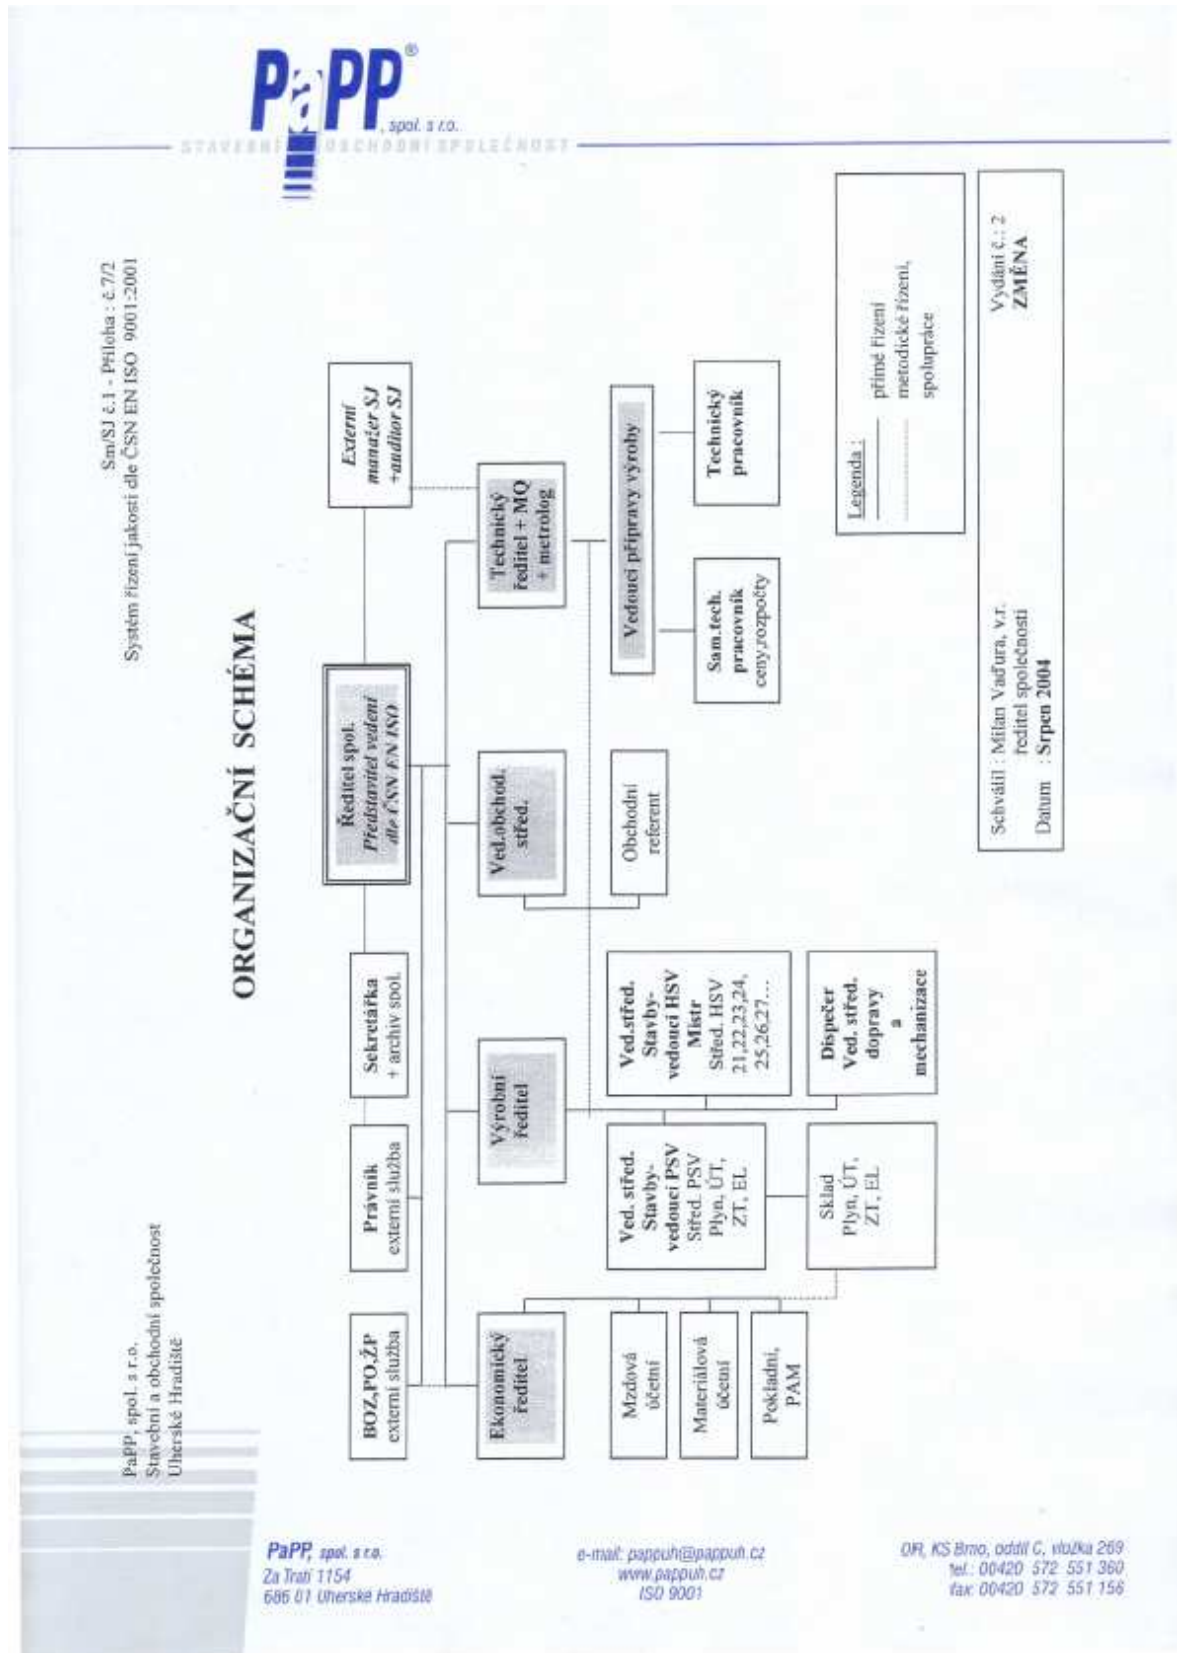 PaPP®
, spol. s r.o.
STAVEBNÍ OBCHODNÍ SPOLEČNOST
PaPP, spol. s r.o.
Stavební a obchodní společnost
Uherské Hradiště
Sm/SJ č.1 - Příloha : č.7/2
Systém řízení jakosti dle ČSN EN ISO 9001:2001
ORGANIZAČNÍ SCHÉMA
BOZ,PO,ŽP
externí služba
Právník
externí služba
Sekretářka
+ archiv spol.
Ředitel spol.
Představitel vedení
dle ČSN EN ISO
Externí
manažer SJ
+auditor SJ
Ekonomický
ředitel
Výrobní
ředitel
Ved.obchod.
střed.
Technický
ředitel + MQ
+ metrolog
Mzdová
účetní
Materiálová
účetní
Pokladní,
PAM
Ved. střed.
Stavby-
vedoucí PSV
Střed. PSV
Plyn, ÚT,
ZT, EL
Ved.střed.
Stavby-
vedoucí HSV
Mistr
Střed. HSV
21,22,23,24,
25,26,27…
Sklad
Plyn, ÚT,
ZT, EL
Dispečer
Ved. střed.
dopravy
a
mechanizace
Obchodní
referent
Vedoucí přípravy výroby
Sam.tech.
pracovník
ceny,rozpočty
Technický
pracovník
Legenda :
přímé řízení
metodické řízení,
spolupráce
Schválil : Milan Vaďura, v.r.
ředitel společnosti
Datum : Srpen 2004
Vydání č.: 2
ZMĚNA
PaPP, spol. s r.o.
Za Tratí 1154
686 01 Uherské Hradiště
e-mail: pappuh@pappuh.cz
www.pappuh.cz
ISO 9001
OR, KS Brno, oddíl C, vložka 269
tel.: 00420 572 551 360
fax: 00420 572 551 156